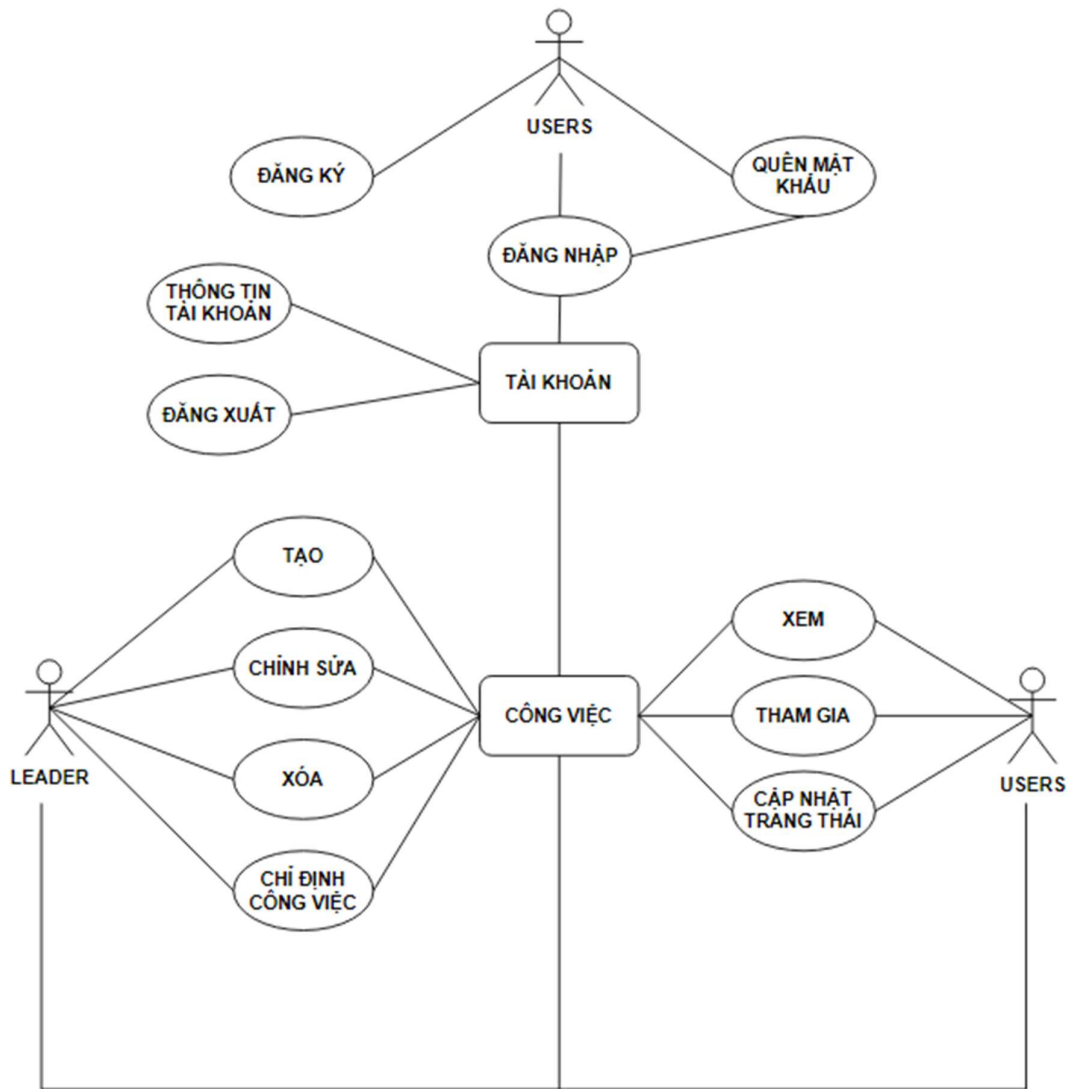 USERS
ĐĂNG KÝ
QUÊN MẬT
KHẨU
ĐĂNG NHẬP
THÔNG TIN
TÀI KHOẢN
TÀI KHOẢN
ĐĂNG XUẤT
TẠO
XEM
CHỈNH SỬA
CÔNG VIỆC
THAM GIA
LEADER
XÓA
USERS
CẬP NHẬT
TRẠNG THÁI
CHỈ ĐỊNH
CÔNG VIỆC